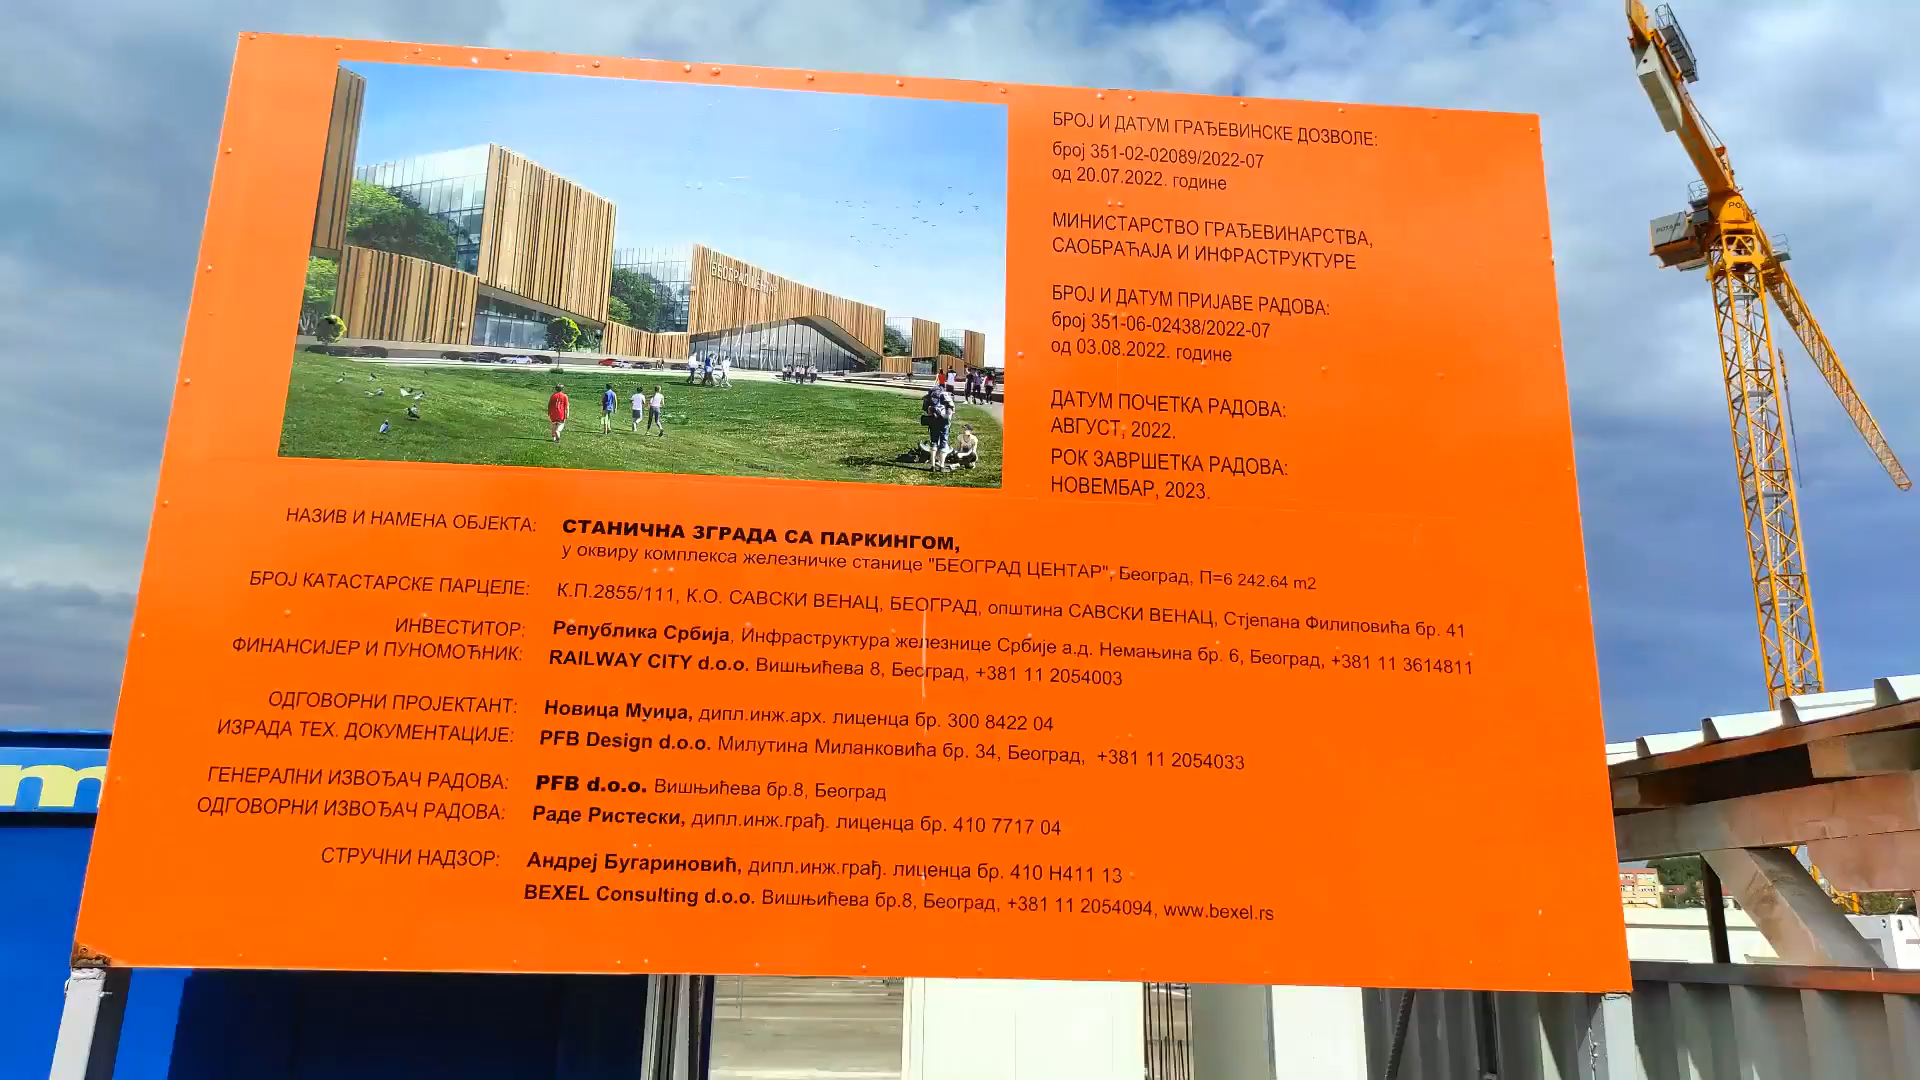 БЕОГРАД ЦЕНТАР
БРОЈ И ДАТУМ ГРАЂЕВИНСКЕ ДОЗВОЛЕ:
број 351-02-02089/2022-07
од 20.07.2022. године
МИНИСТАРСТВО ГРАЂЕВИНАРСТВА,
САОБРАЋАЈА И ИНФРАСТРУКТУРЕ
БРОЈ И ДАТУМ ПРИЈАВЕ РАДОВА:
број 351-06-02438/2022-07
од 03.08.2022. године
ДАТУМ ПОЧЕТКА РАДОВА:
АВГУСТ, 2022.
РОК ЗАВРШЕТКА РАДОВА:
НОВЕМБАР, 2023.
НАЗИВ И НАМЕНА ОБЈЕКТА: СТАНИЧНА ЗГРАДА СА ПАРКИНГОМ,
у оквиру комплекса железничке станице "БЕОГРАД ЦЕНТАР", Београд, П=6 242.64 m2
БРОЈ КАТАСТАРСКЕ ПАРЦЕЛЕ: К.П.2855/111, К.О. САВСКИ ВЕНАЦ, БЕОГРАД, општина САВСКИ ВЕНАЦ, Стјепана Филиповића бр. 41
ИНВЕСТИТОР: Република Србија, Инфраструктура железнице Србије а.д. Немањина бр. 6, Београд, +381 11 3614811
ФИНАНСИЈЕР И ПУНОМОЋНИК: RAILWAY CITY d.o.o. Вишњићева 8, Београд, +381 11 2054003
ОДГОВОРНИ ПРОЈЕКТАНТ: Новица Муиџа, дипл.инж.арх. лиценца бр. 300 8422 04
ИЗРАДА ТЕХ. ДОКУМЕНТАЦИЈЕ: PFB Design d.o.o. Милутина Миланковића бр. 34, Београд, +381 11 2054033
ГЕНЕРАЛНИ ИЗВОЂАЧ РАДОВА: PFB d.o.o. Вишњићева бр.8, Београд
ОДГОВОРНИ ИЗВОЂАЧ РАДОВА: Раде Ристески, дипл.инж.грађ. лиценца бр. 410 7717 04
СТРУЧНИ НАДЗОР: Андреј Бугариновић, дипл.инж.грађ. лиценца бр. 410 Н411 13
BEXEL Consulting d.o.o. Вишњићева бр.8, Београд, +381 11 2054094, www.bexel.rs
m